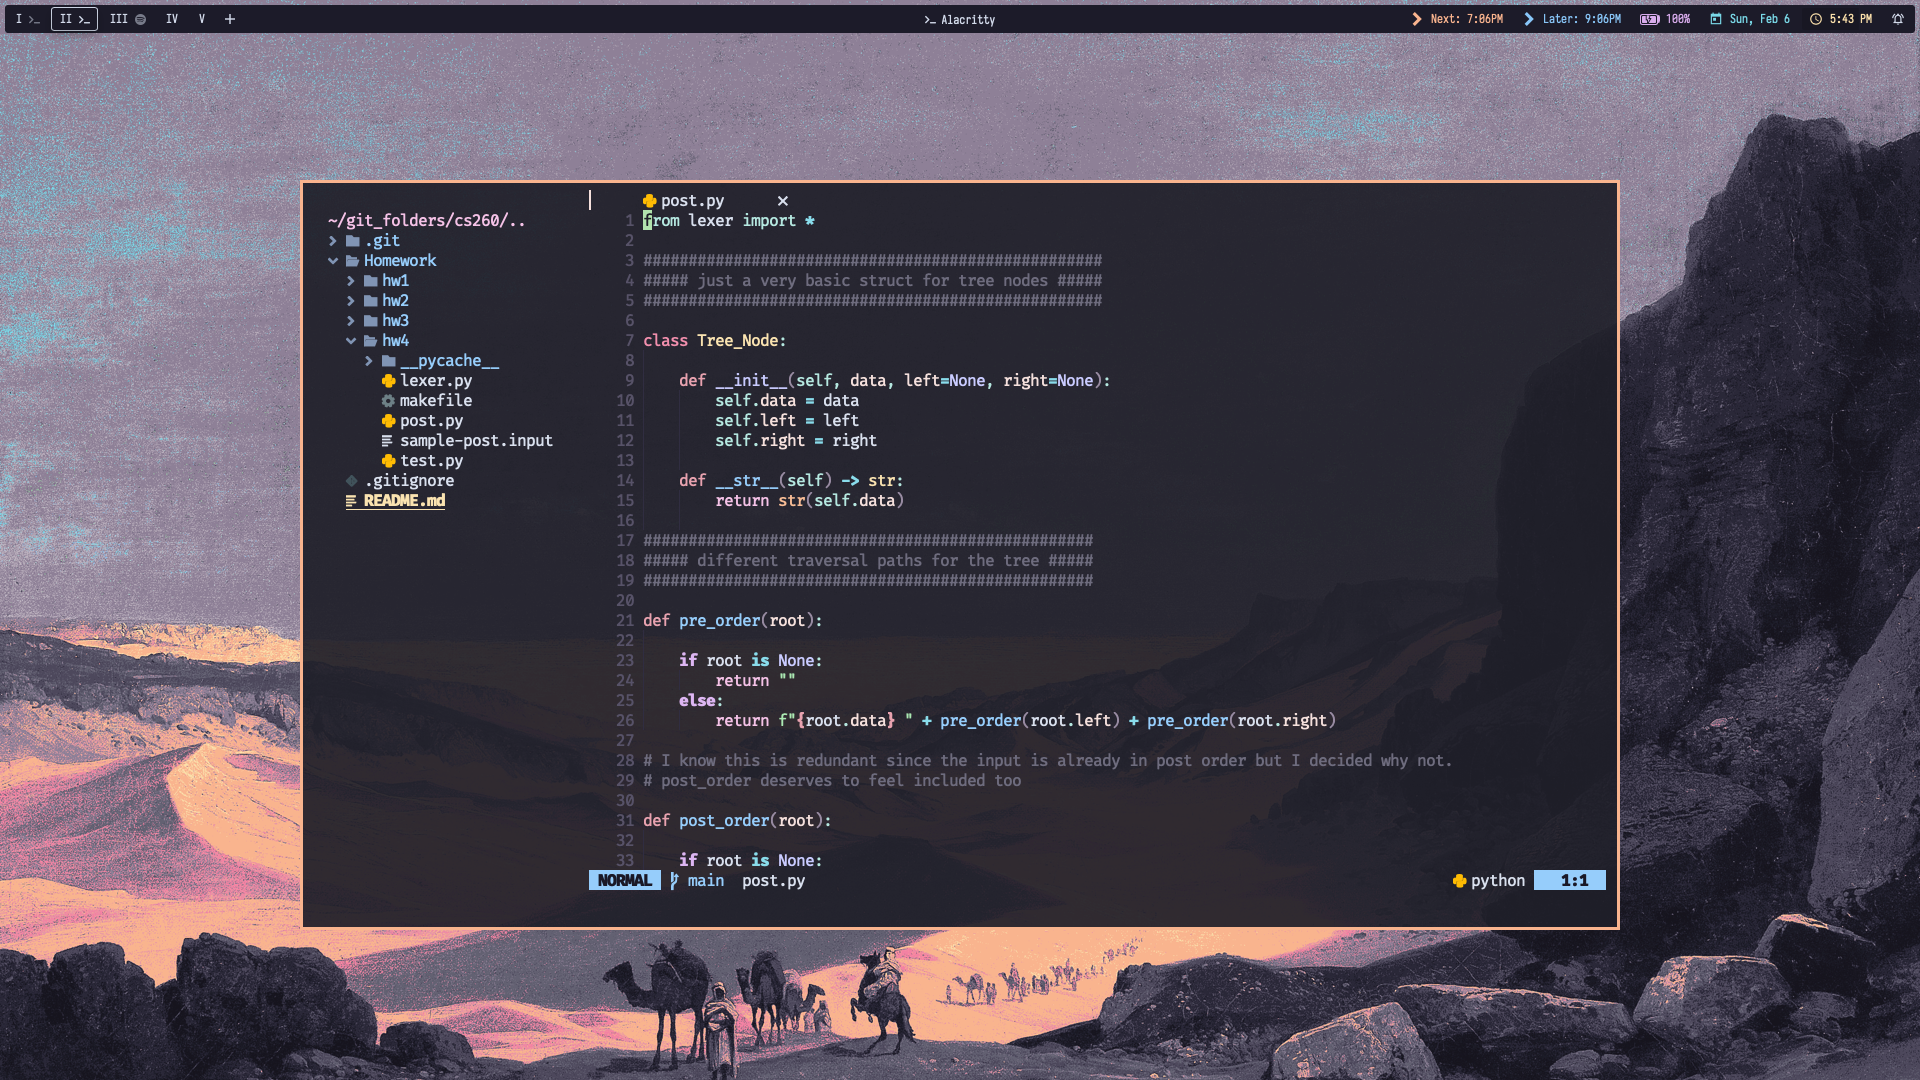 I II III IV V +
Alacritty
Next: 7:06PM Later: 9:06PM 100% Sun, Feb 6 5:43 PM
~/git_folders/cs260/..
.git
Homework
hw1
hw2
hw3
hw4
__pycache__
lexer.py
makefile
post.py
sample-post.input
test.py
.gitignore
README.md
post.py ×
1 from lexer import *
2
3 ###################################################
4 ##### just a very basic struct for tree nodes #####
5 ###################################################
6
7 class Tree_Node:
8
9     def __init__(self, data, left=None, right=None):
10         self.data = data
11         self.left = left
12         self.right = right
13
14     def __str__(self) -> str:
15         return str(self.data)
16
17 ##################################################
18 ##### different traversal paths for the tree #####
19 ##################################################
20
21 def pre_order(root):
22
23     if root is None:
24         return ""
25     else:
26         return f"{root.data} " + pre_order(root.left) + pre_order(root.right)
27
28 # I know this is redundant since the input is already in post order but I decided why not.
29 # post_order deserves to feel included too
30
31 def post_order(root):
32
33     if root is None:
NORMAL main post.py python 1:1